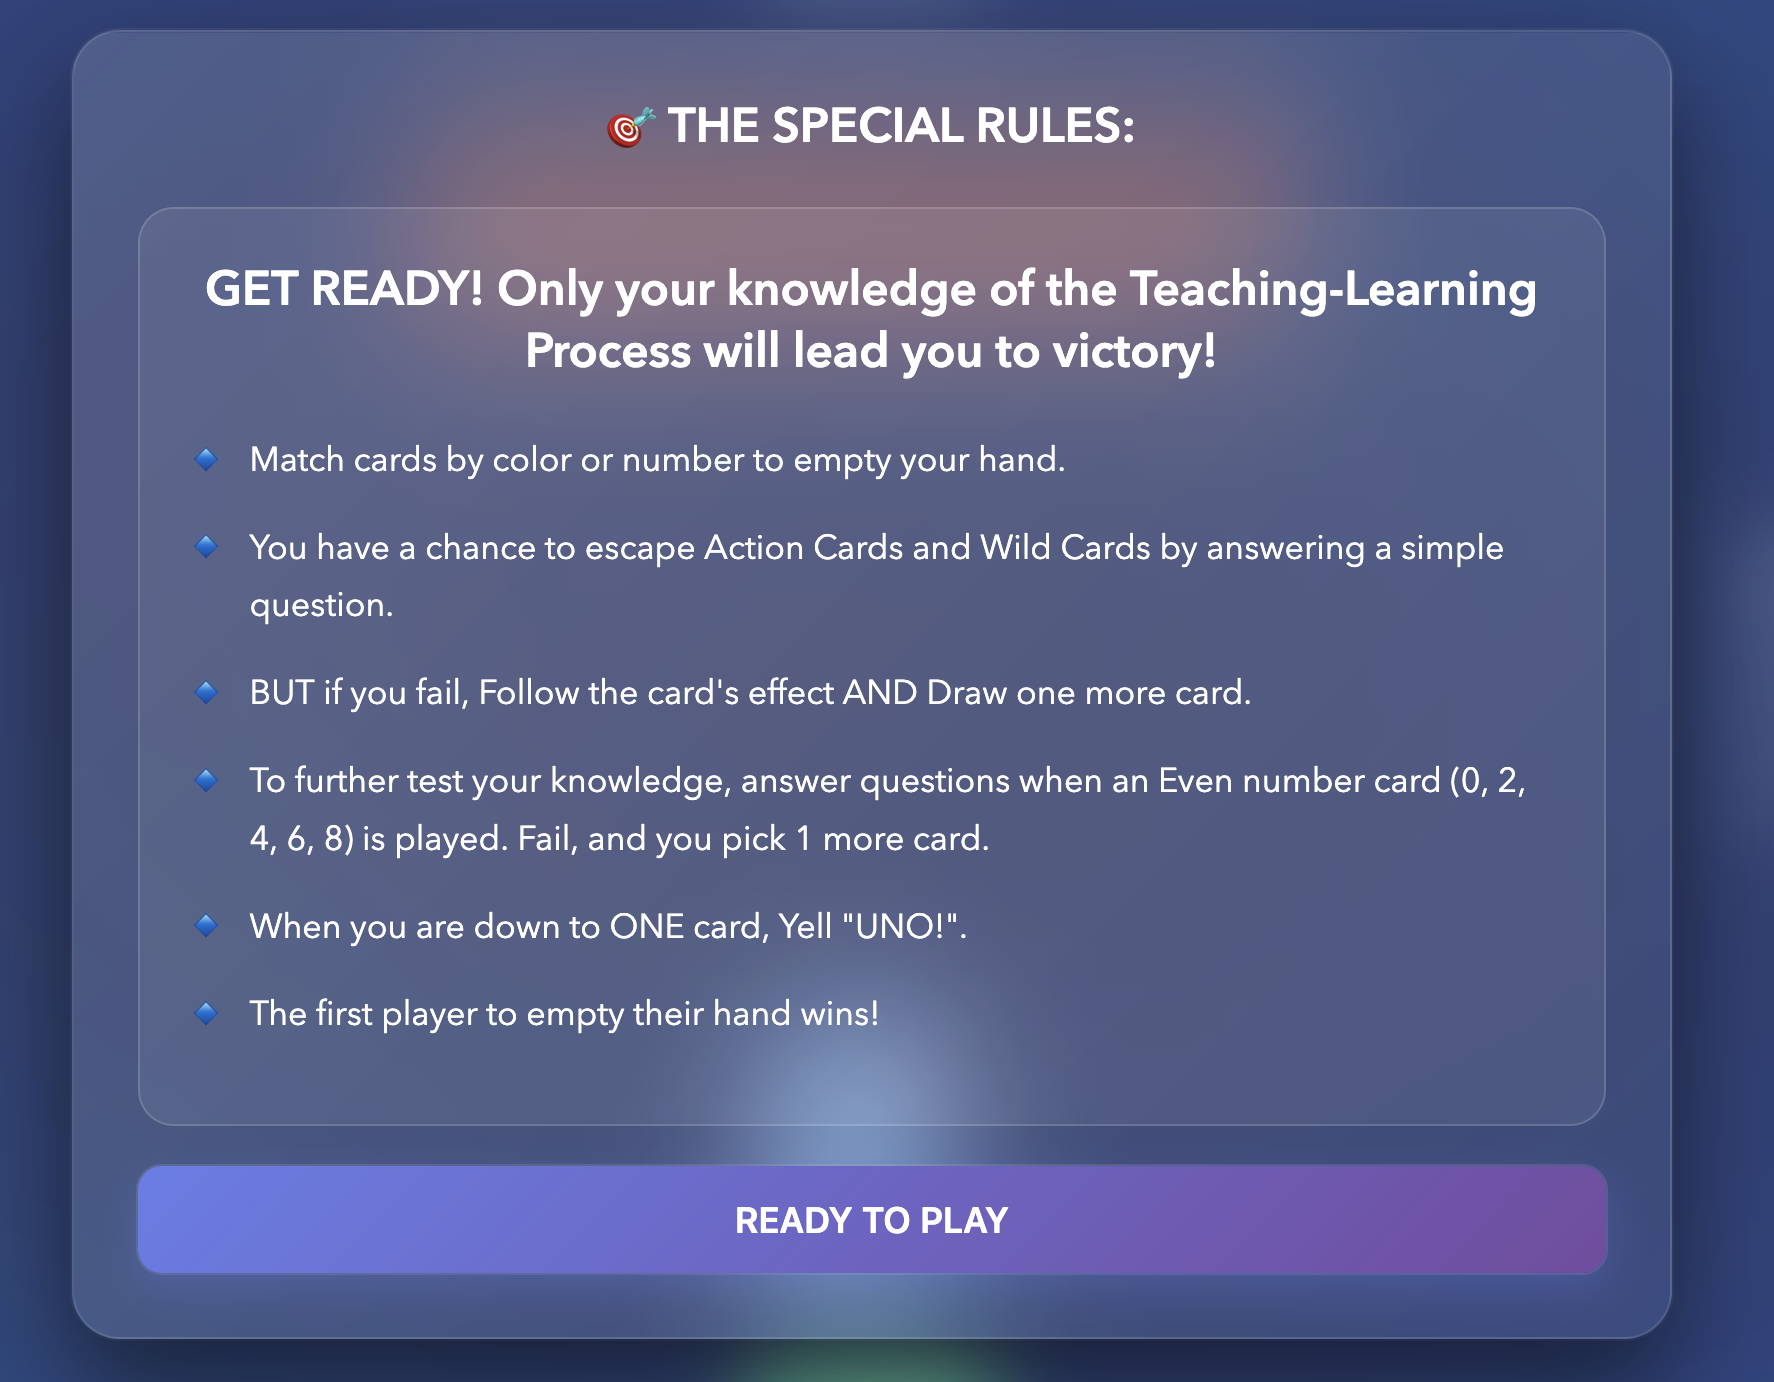 🎯 THE SPECIAL RULES:
GET READY! Only your knowledge of the Teaching-Learning
Process will lead you to victory!
🔹 Match cards by color or number to empty your hand.
🔹 You have a chance to escape Action Cards and Wild Cards by answering a simple
question.
🔹 BUT if you fail, Follow the card's effect AND Draw one more card.
🔹 To further test your knowledge, answer questions when an Even number card (0, 2,
4, 6, 8) is played. Fail, and you pick 1 more card.
🔹 When you are down to ONE card, Yell "UNO!".
🔹 The first player to empty their hand wins!
READY TO PLAY